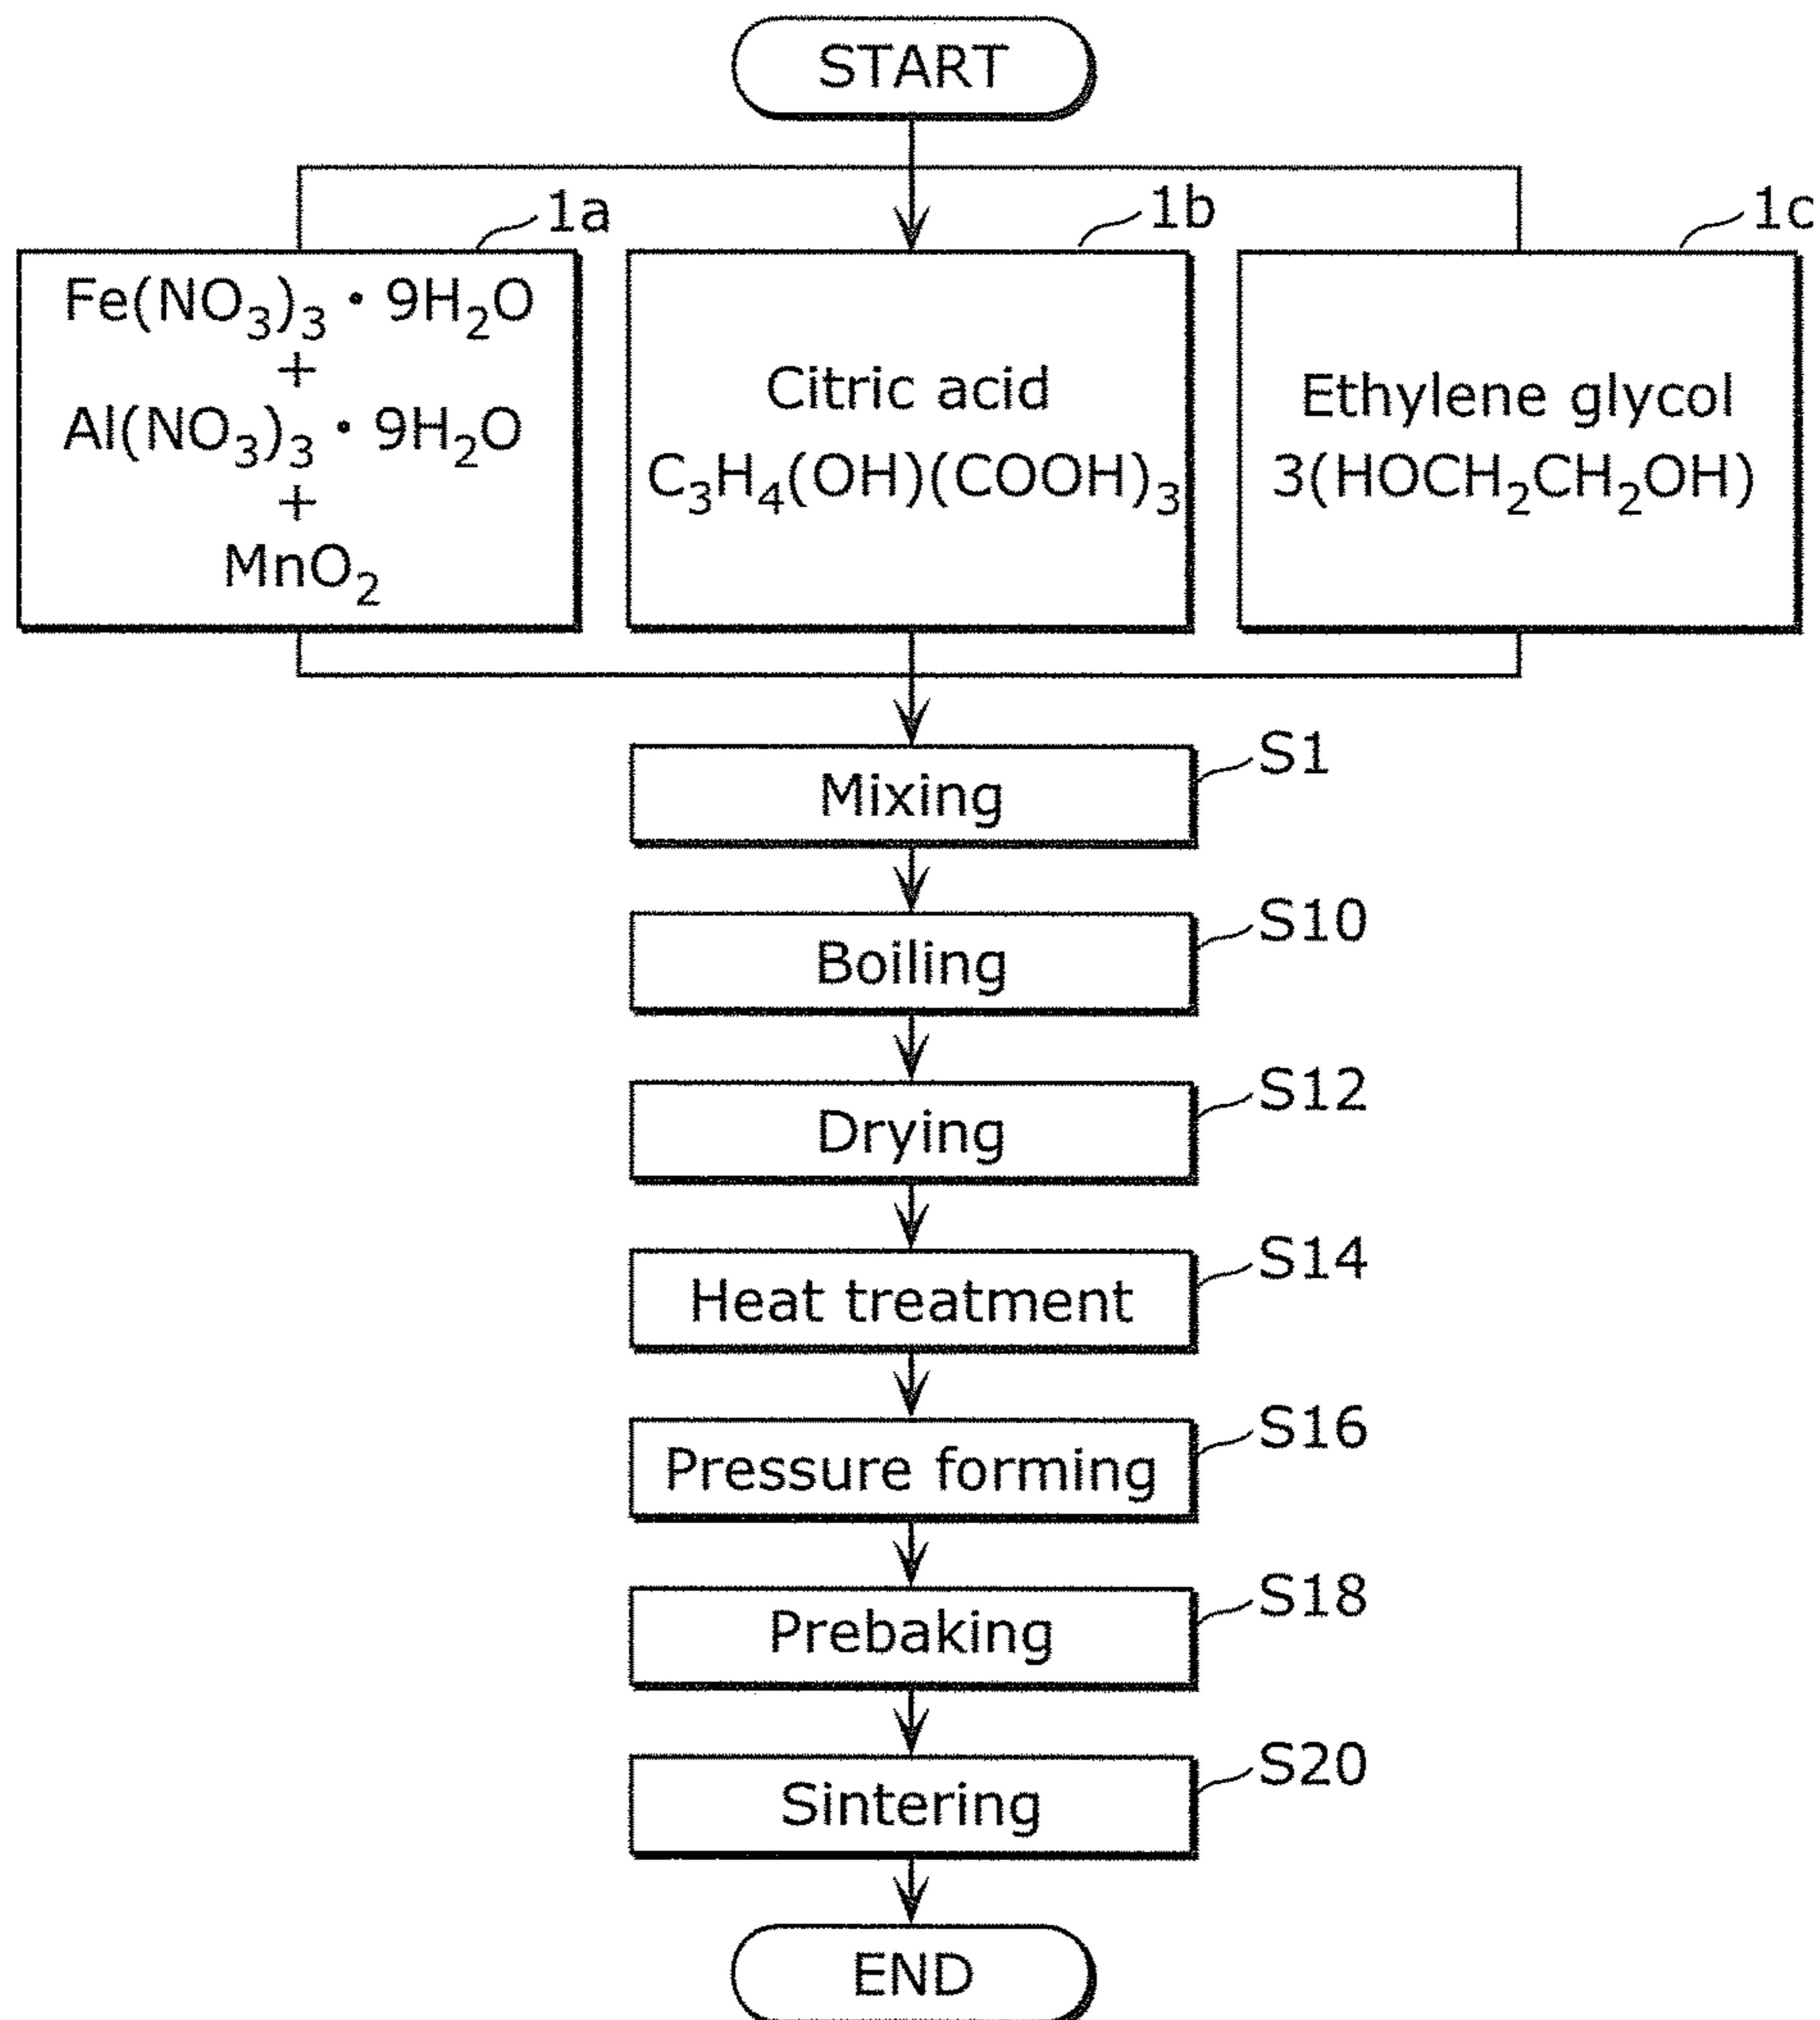 START
1a
1b
1c
Fe(NO₃)₃・9H₂O
+
Al(NO₃)₃・9H₂O
+
MnO₂
Citric acid
C₃H₄(OH)(COOH)₃
Ethylene glycol
3(HOCH₂CH₂OH)
Mixing
S1
Boiling
S10
Drying
S12
Heat treatment
S14
Pressure forming
S16
Prebaking
S18
Sintering
S20
END